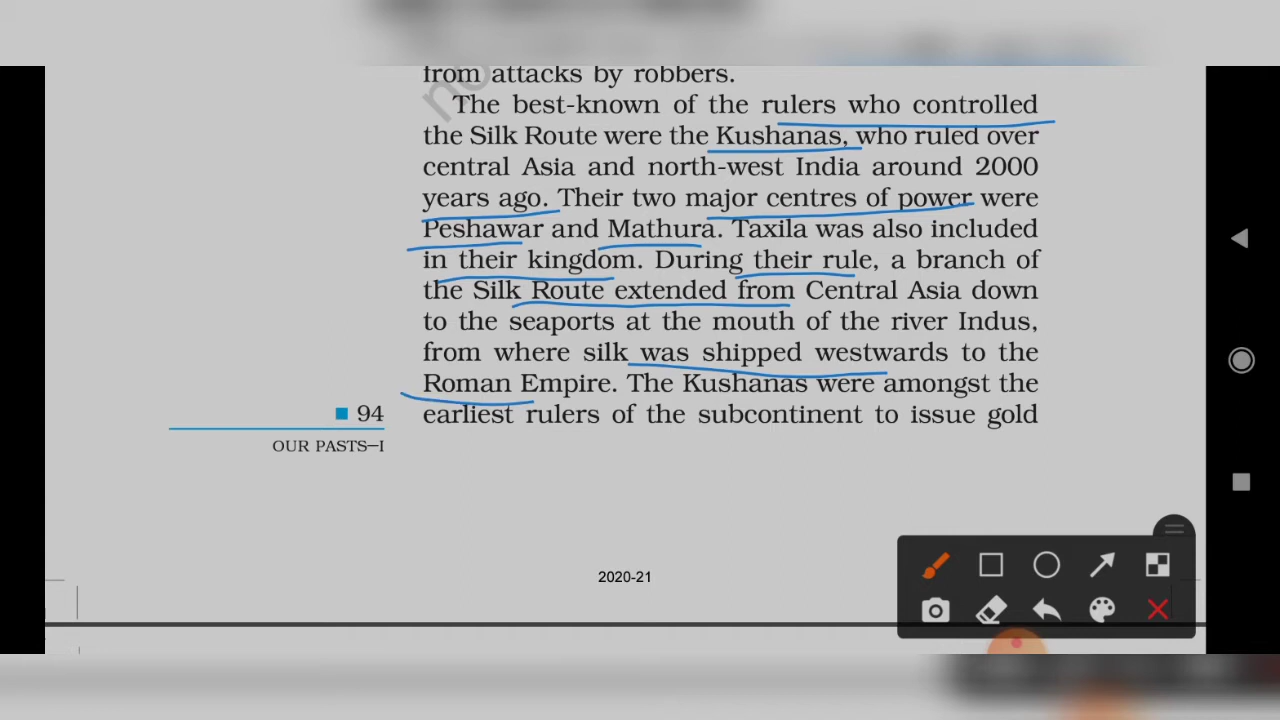 from attacks by robbers.
The best-known of the rulers who controlled
the Silk Route were the Kushanas, who ruled over
central Asia and north-west India around 2000
years ago. Their two major centres of power were
Peshawar and Mathura. Taxila was also included
in their kingdom. During their rule, a branch of
the Silk Route extended from Central Asia down
to the seaports at the mouth of the river Indus,
from where silk was shipped westwards to the
Roman Empire. The Kushanas were amongst the
earliest rulers of the subcontinent to issue gold
94
OUR PASTS–I
2020-21